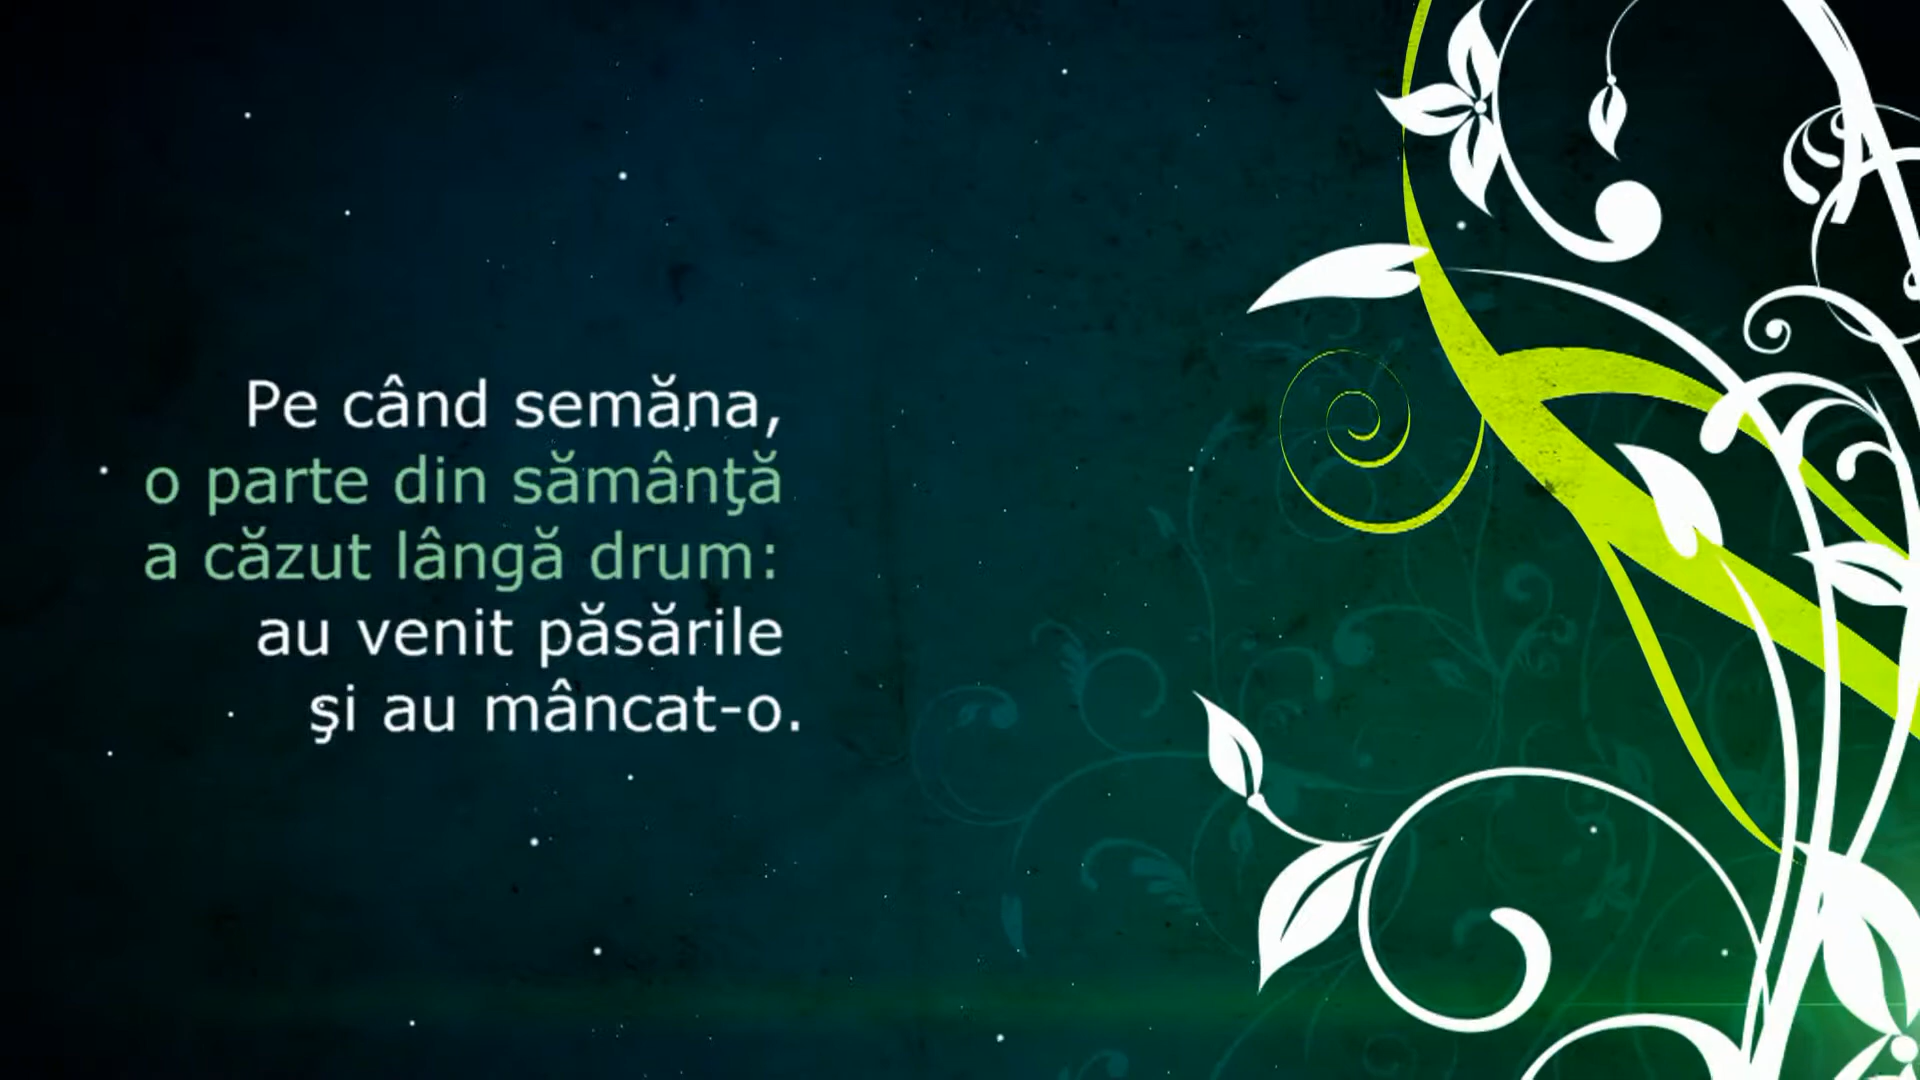 Pe când semăna,
o parte din sămânţă
a căzut lângă drum:
au venit păsările
şi au mâncat-o.